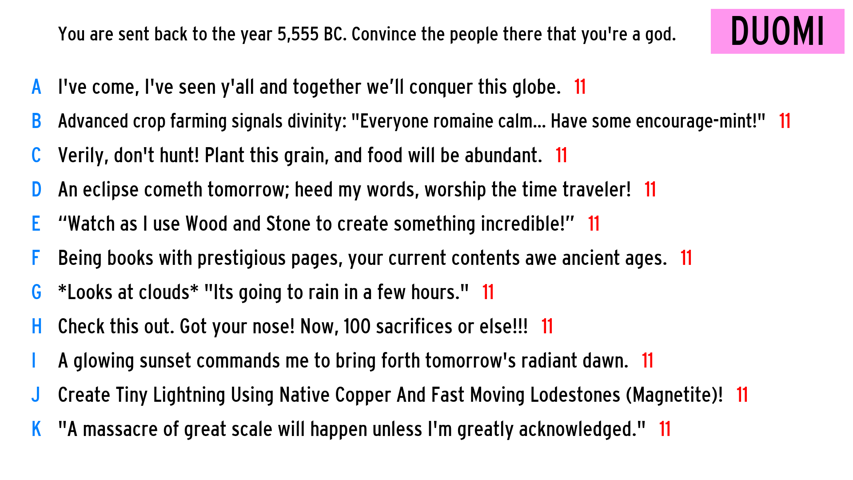 You are sent back to the year 5,555 BC. Convince the people there that you're a god.
DUOMI
A I've come, I've seen y'all and together we’ll conquer this globe. 11
B Advanced crop farming signals divinity: "Everyone romaine calm... Have some encourage-mint!" 11
C Verily, don't hunt! Plant this grain, and food will be abundant. 11
D An eclipse cometh tomorrow; heed my words, worship the time traveler! 11
E “Watch as I use Wood and Stone to create something incredible!” 11
F Being books with prestigious pages, your current contents awe ancient ages. 11
G *Looks at clouds* "Its going to rain in a few hours." 11
H Check this out. Got your nose! Now, 100 sacrifices or else!!! 11
I A glowing sunset commands me to bring forth tomorrow's radiant dawn. 11
J Create Tiny Lightning Using Native Copper And Fast Moving Lodestones (Magnetite)! 11
K "A massacre of great scale will happen unless I'm greatly acknowledged." 11